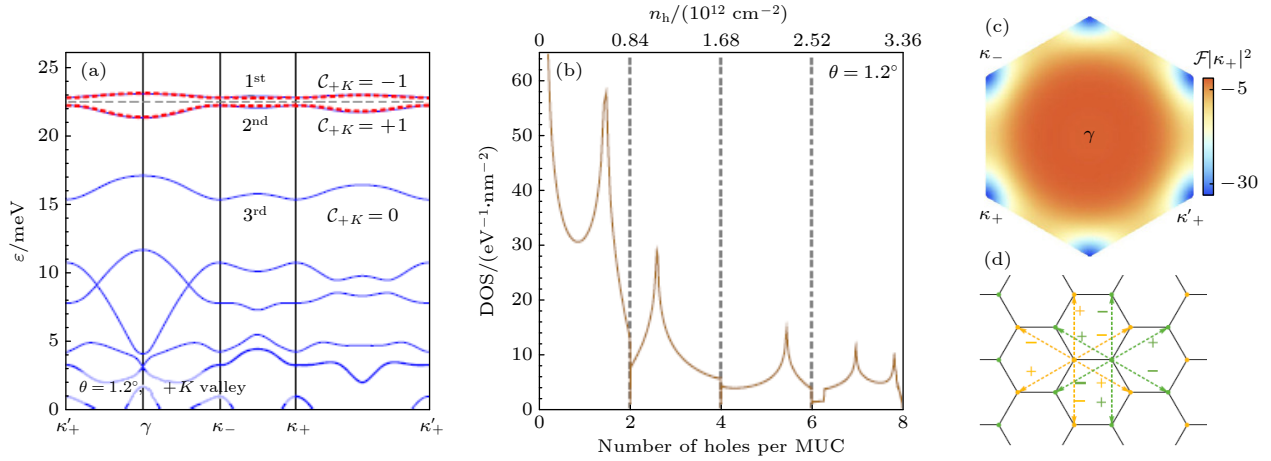 (a)
1st
C+K = −1
2nd
C+K = +1
3rd
C+K = 0
θ = 1.2° +K valley
ε/meV
25
20
15
10
5
0
κ′+ γ κ− κ+ κ′+
nh/(10^12 cm−2)
0 0.84 1.68 2.52 3.36
(b)
θ = 1.2°
DOS/(eV−1·nm−2)
60
50
40
30
20
10
0
0 2 4 6 8
Number of holes per MUC
(c)
κ−
γ
κ+
κ′+
F|κ+|2
−5
−30
(d)
+ −
− +
+ −
− +
− +
− +